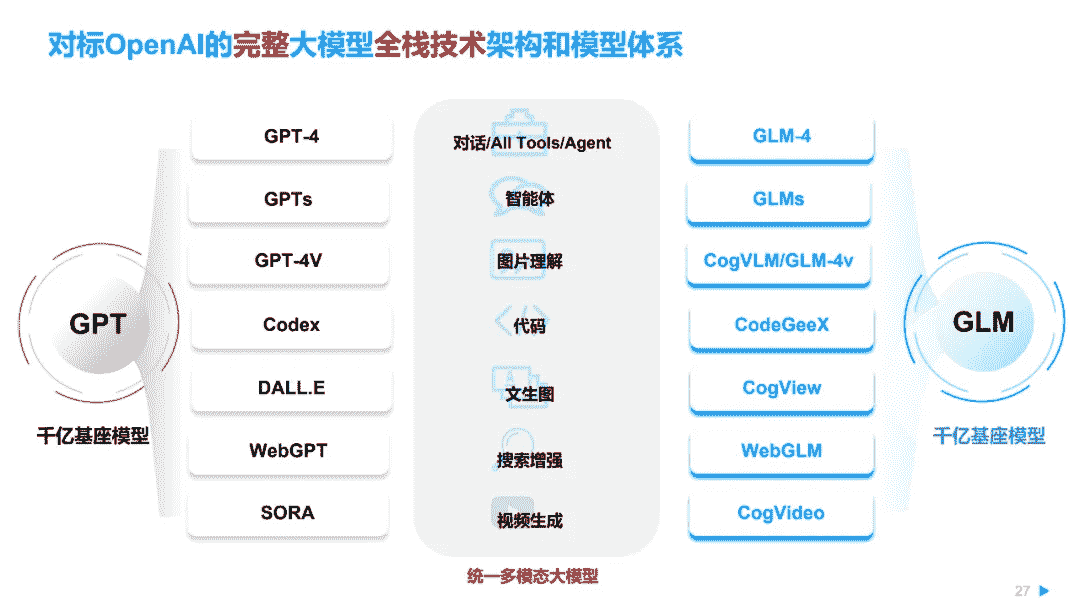 对标OpenAI的完整大模型全栈技术架构和模型体系
GPT-4
对话/All Tools/Agent
GLM-4
GPTs
智能体
GLMs
GPT-4V
图片理解
CogVLM/GLM-4v
GPT
Codex
代码
CodeGeeX
GLM
DALL.E
文生图
CogView
千亿基座模型
千亿基座模型
WebGPT
搜索增强
WebGLM
SORA
视频生成
CogVideo
统一多模态大模型
27